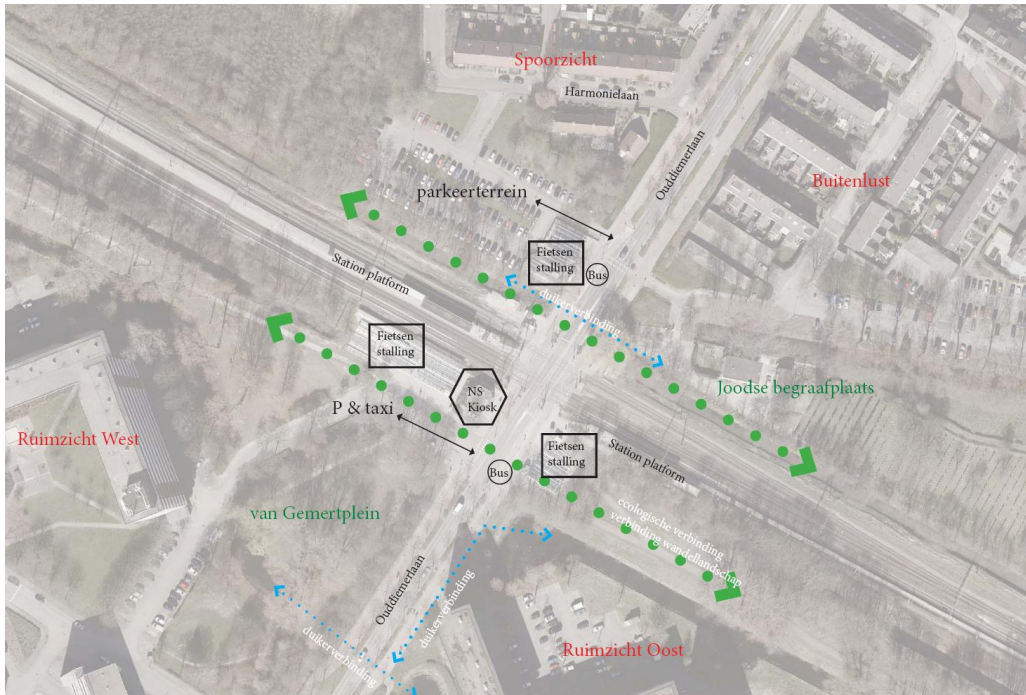 Spoorzicht
Harmonielaan
Ouddiemerlaan
Buitenlust
parkeerterrein
Fietsen
stalling
Bus
Station platform
duikerverbinding
Fietsen
stalling
NS
Kiosk
Joodse begraafplaats
P & taxi
Ruimzicht West
Fietsen
stalling
Station platform
Bus
van Gemertplein
ecologische verbinding
verbinding wandellandschap
Ouddiemerlaan
duikerverbinding
duikerverbinding
Ruimzicht Oost